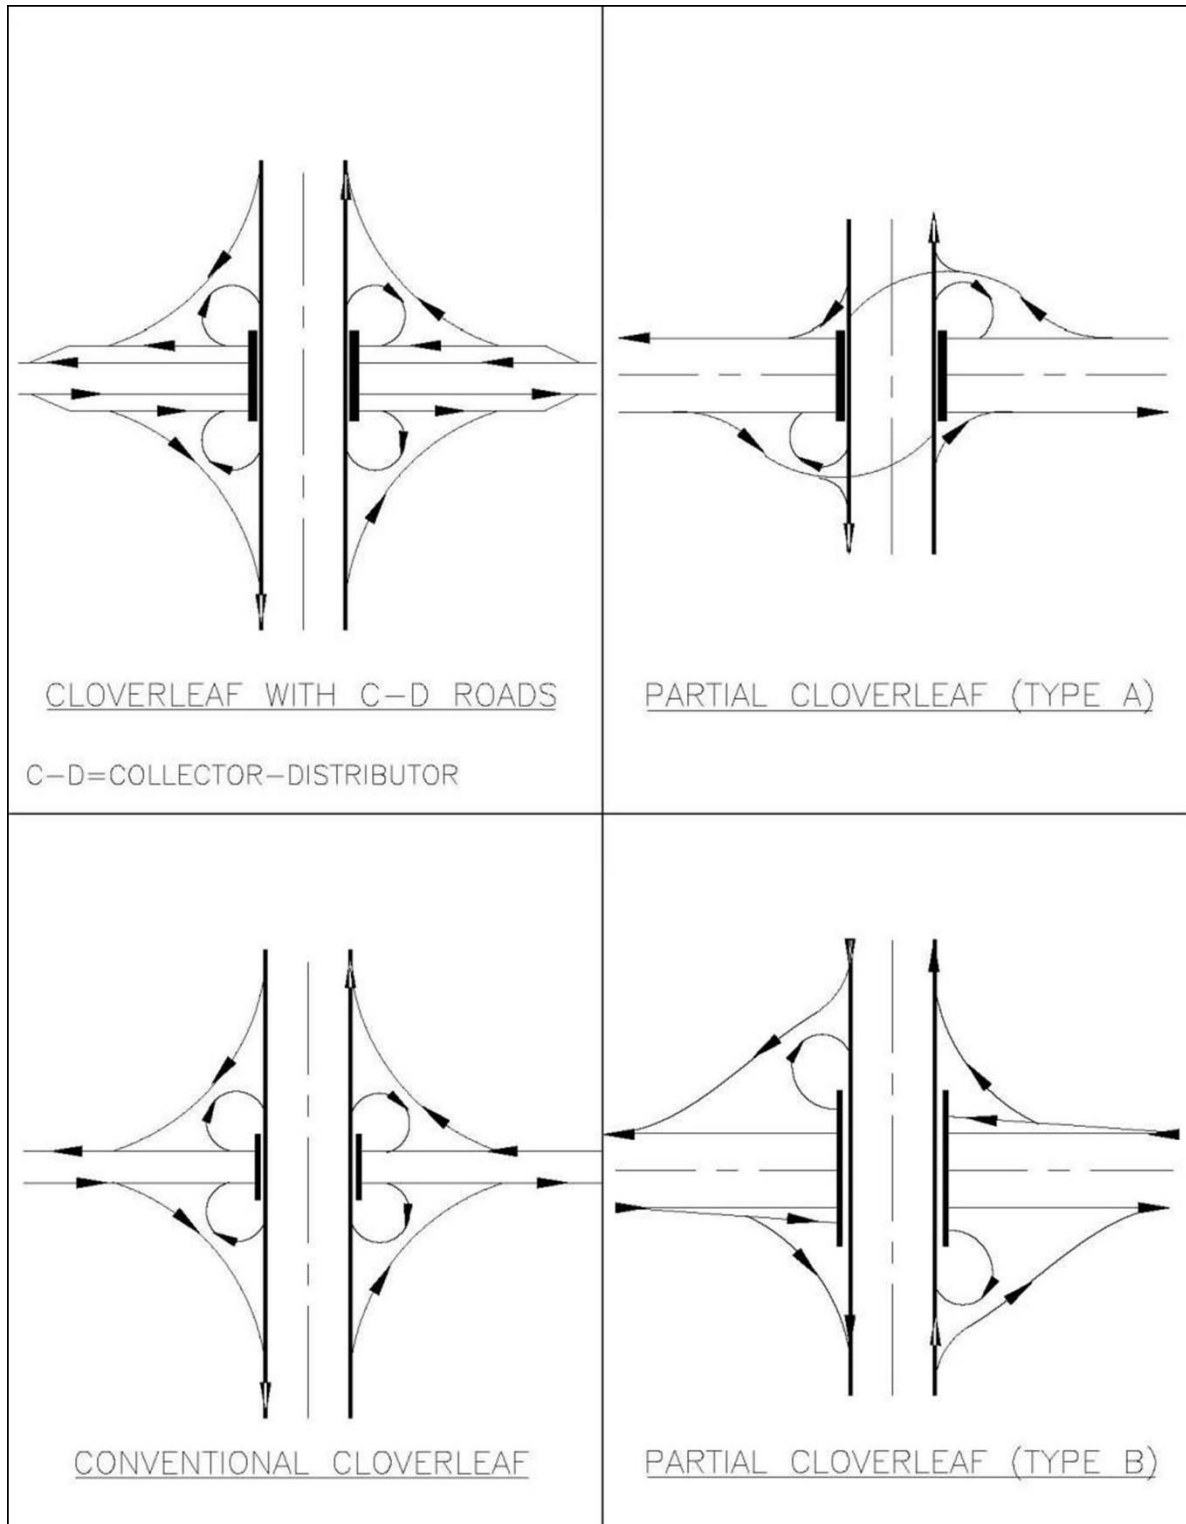 CLOVERLEAF WITH C-D ROADS
C-D=COLLECTOR-DISTRIBUTOR
PARTIAL CLOVERLEAF (TYPE A)
CONVENTIONAL CLOVERLEAF
PARTIAL CLOVERLEAF (TYPE B)